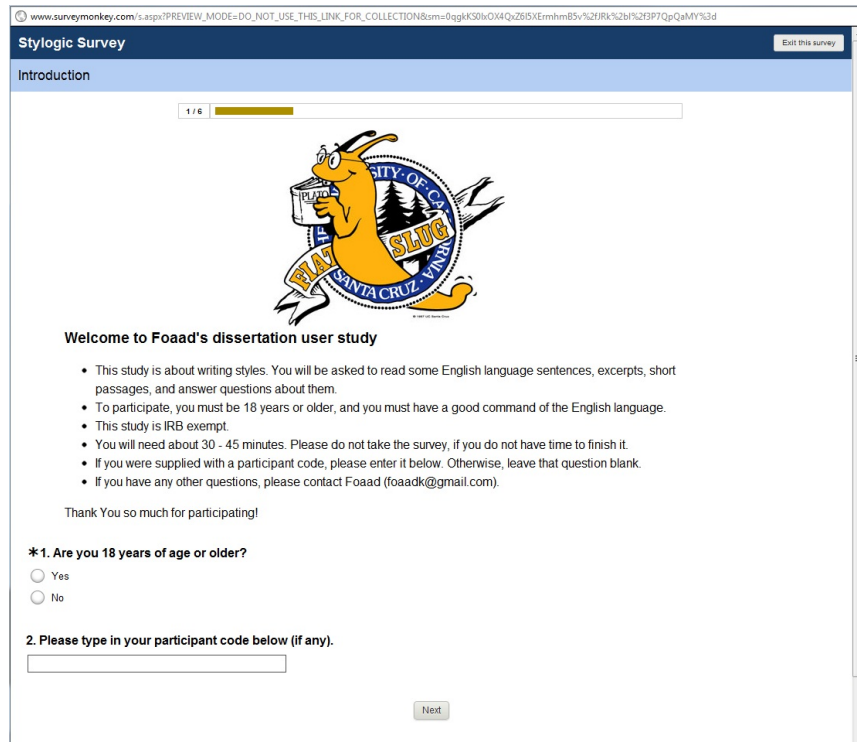 www.surveymonkey.com/s.aspx?PREVIEW_MODE=DO_NOT_USE_THIS_LINK_FOR_COLLECTION&sm=0qgkKS0lxOX4QxZ6l5XErmhmB5v%2fJRk%2bl%2f3P7QpQaMY%3d
Stylogic Survey
Exit this survey
Introduction
1 / 6
SITY·OF·CALIFORNIA
PLATO
FIAT SLUG
SANTA CRUZ
Welcome to Foaad's dissertation user study
• This study is about writing styles. You will be asked to read some English language sentences, excerpts, short
passages, and answer questions about them.
• To participate, you must be 18 years or older, and you must have a good command of the English language.
• This study is IRB exempt.
• You will need about 30 - 45 minutes. Please do not take the survey, if you do not have time to finish it.
• If you were supplied with a participant code, please enter it below. Otherwise, leave that question blank.
• If you have any other questions, please contact Foaad (foaadk@gmail.com).
Thank You so much for participating!
*1. Are you 18 years of age or older?
Yes
No
2. Please type in your participant code below (if any).
Next